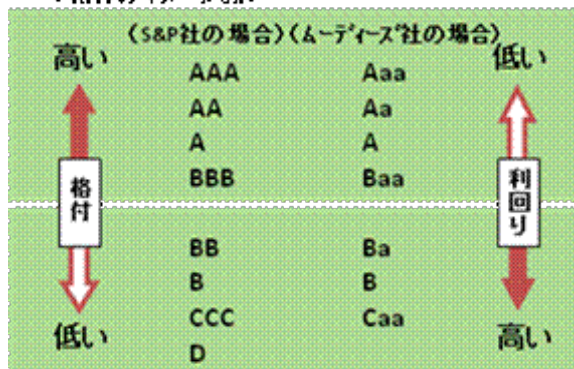 （S&P社の場合）（ムーディーズ社の場合）
高い 低い
AAA Aaa
AA Aa
A A
BBB Baa
格付 利回り
BB Ba
B B
CCC Caa
低い 高い
D